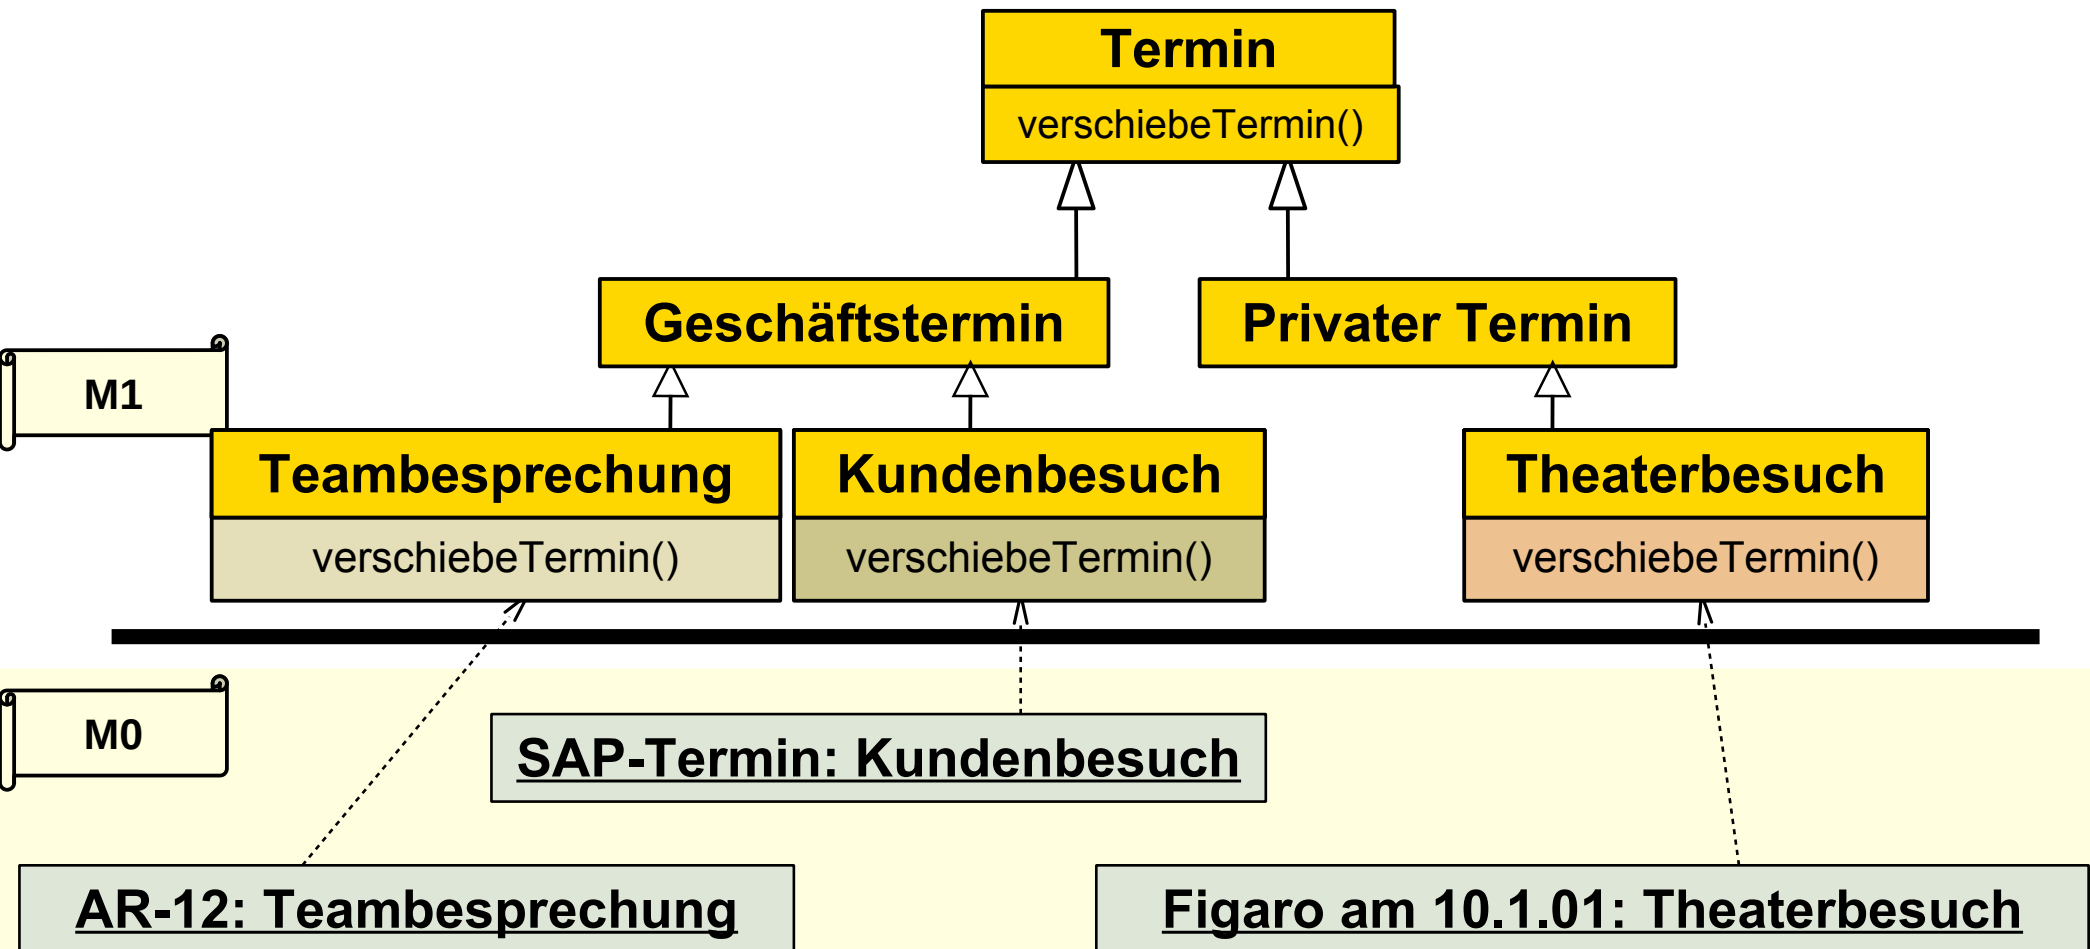 Termin
verschiebeTermin()
Geschäftstermin
Privater Termin
M1
Teambesprechung
Kundenbesuch
Theaterbesuch
verschiebeTermin()
verschiebeTermin()
verschiebeTermin()
M0
SAP-Termin: Kundenbesuch
AR-12: Teambesprechung
Figaro am 10.1.01: Theaterbesuch